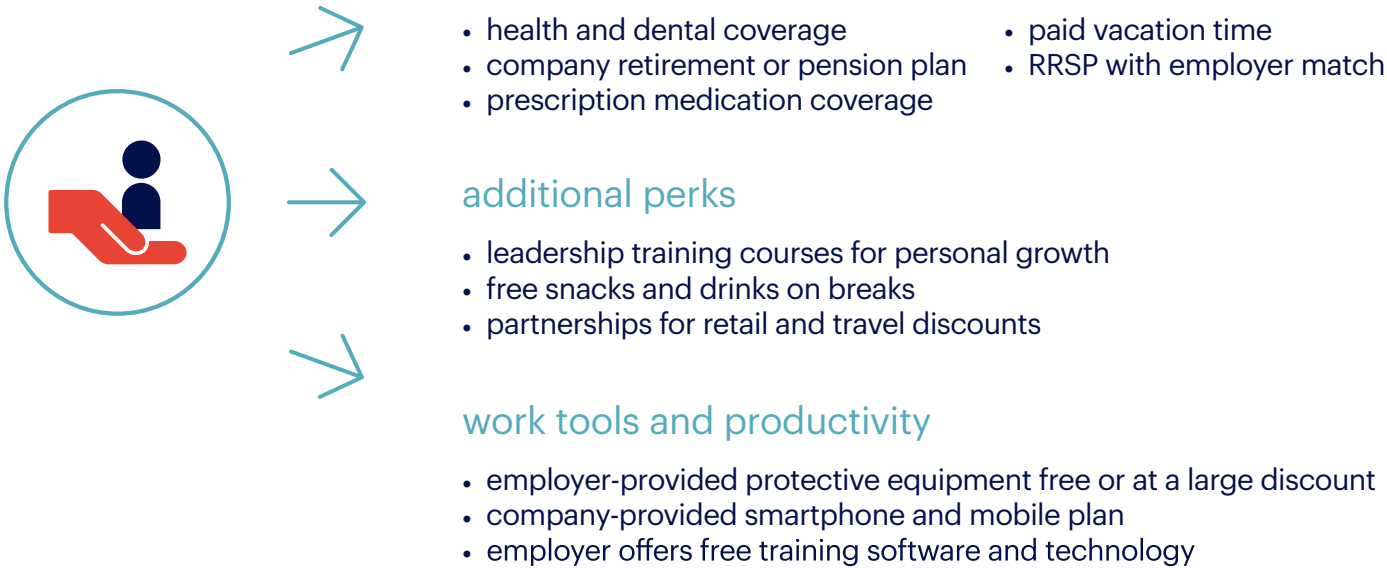 • health and dental coverage
• company retirement or pension plan
• prescription medication coverage
• paid vacation time
• RRSP with employer match
additional perks
• leadership training courses for personal growth
• free snacks and drinks on breaks
• partnerships for retail and travel discounts
work tools and productivity
• employer-provided protective equipment free or at a large discount
• company-provided smartphone and mobile plan
• employer offers free training software and technology